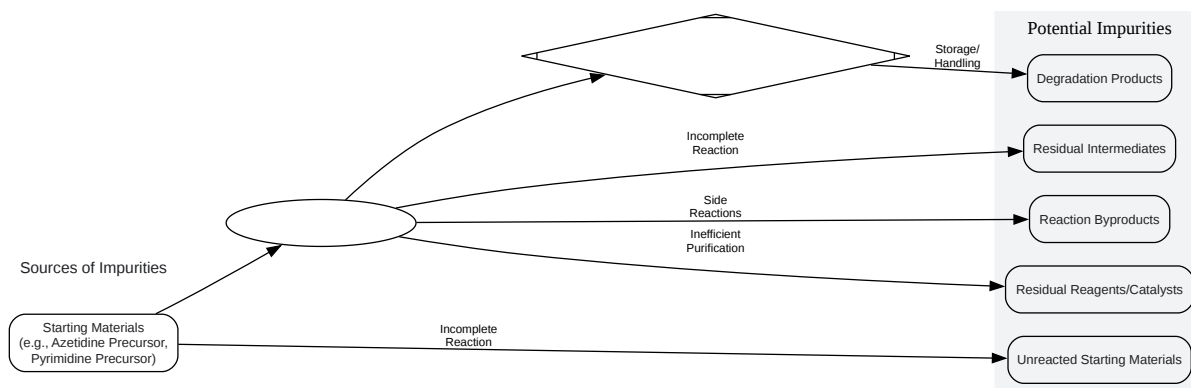 Potential Impurities
Storage/
Handling
Degradation Products
Incomplete
Reaction
Residual Intermediates
Side
Reactions
Reaction Byproducts
Inefficient
Purification
Sources of Impurities
Residual Reagents/Catalysts
Starting Materials
(e.g., Azetidine Precursor,
Pyrimidine Precursor)
Incomplete
Reaction
Unreacted Starting Materials